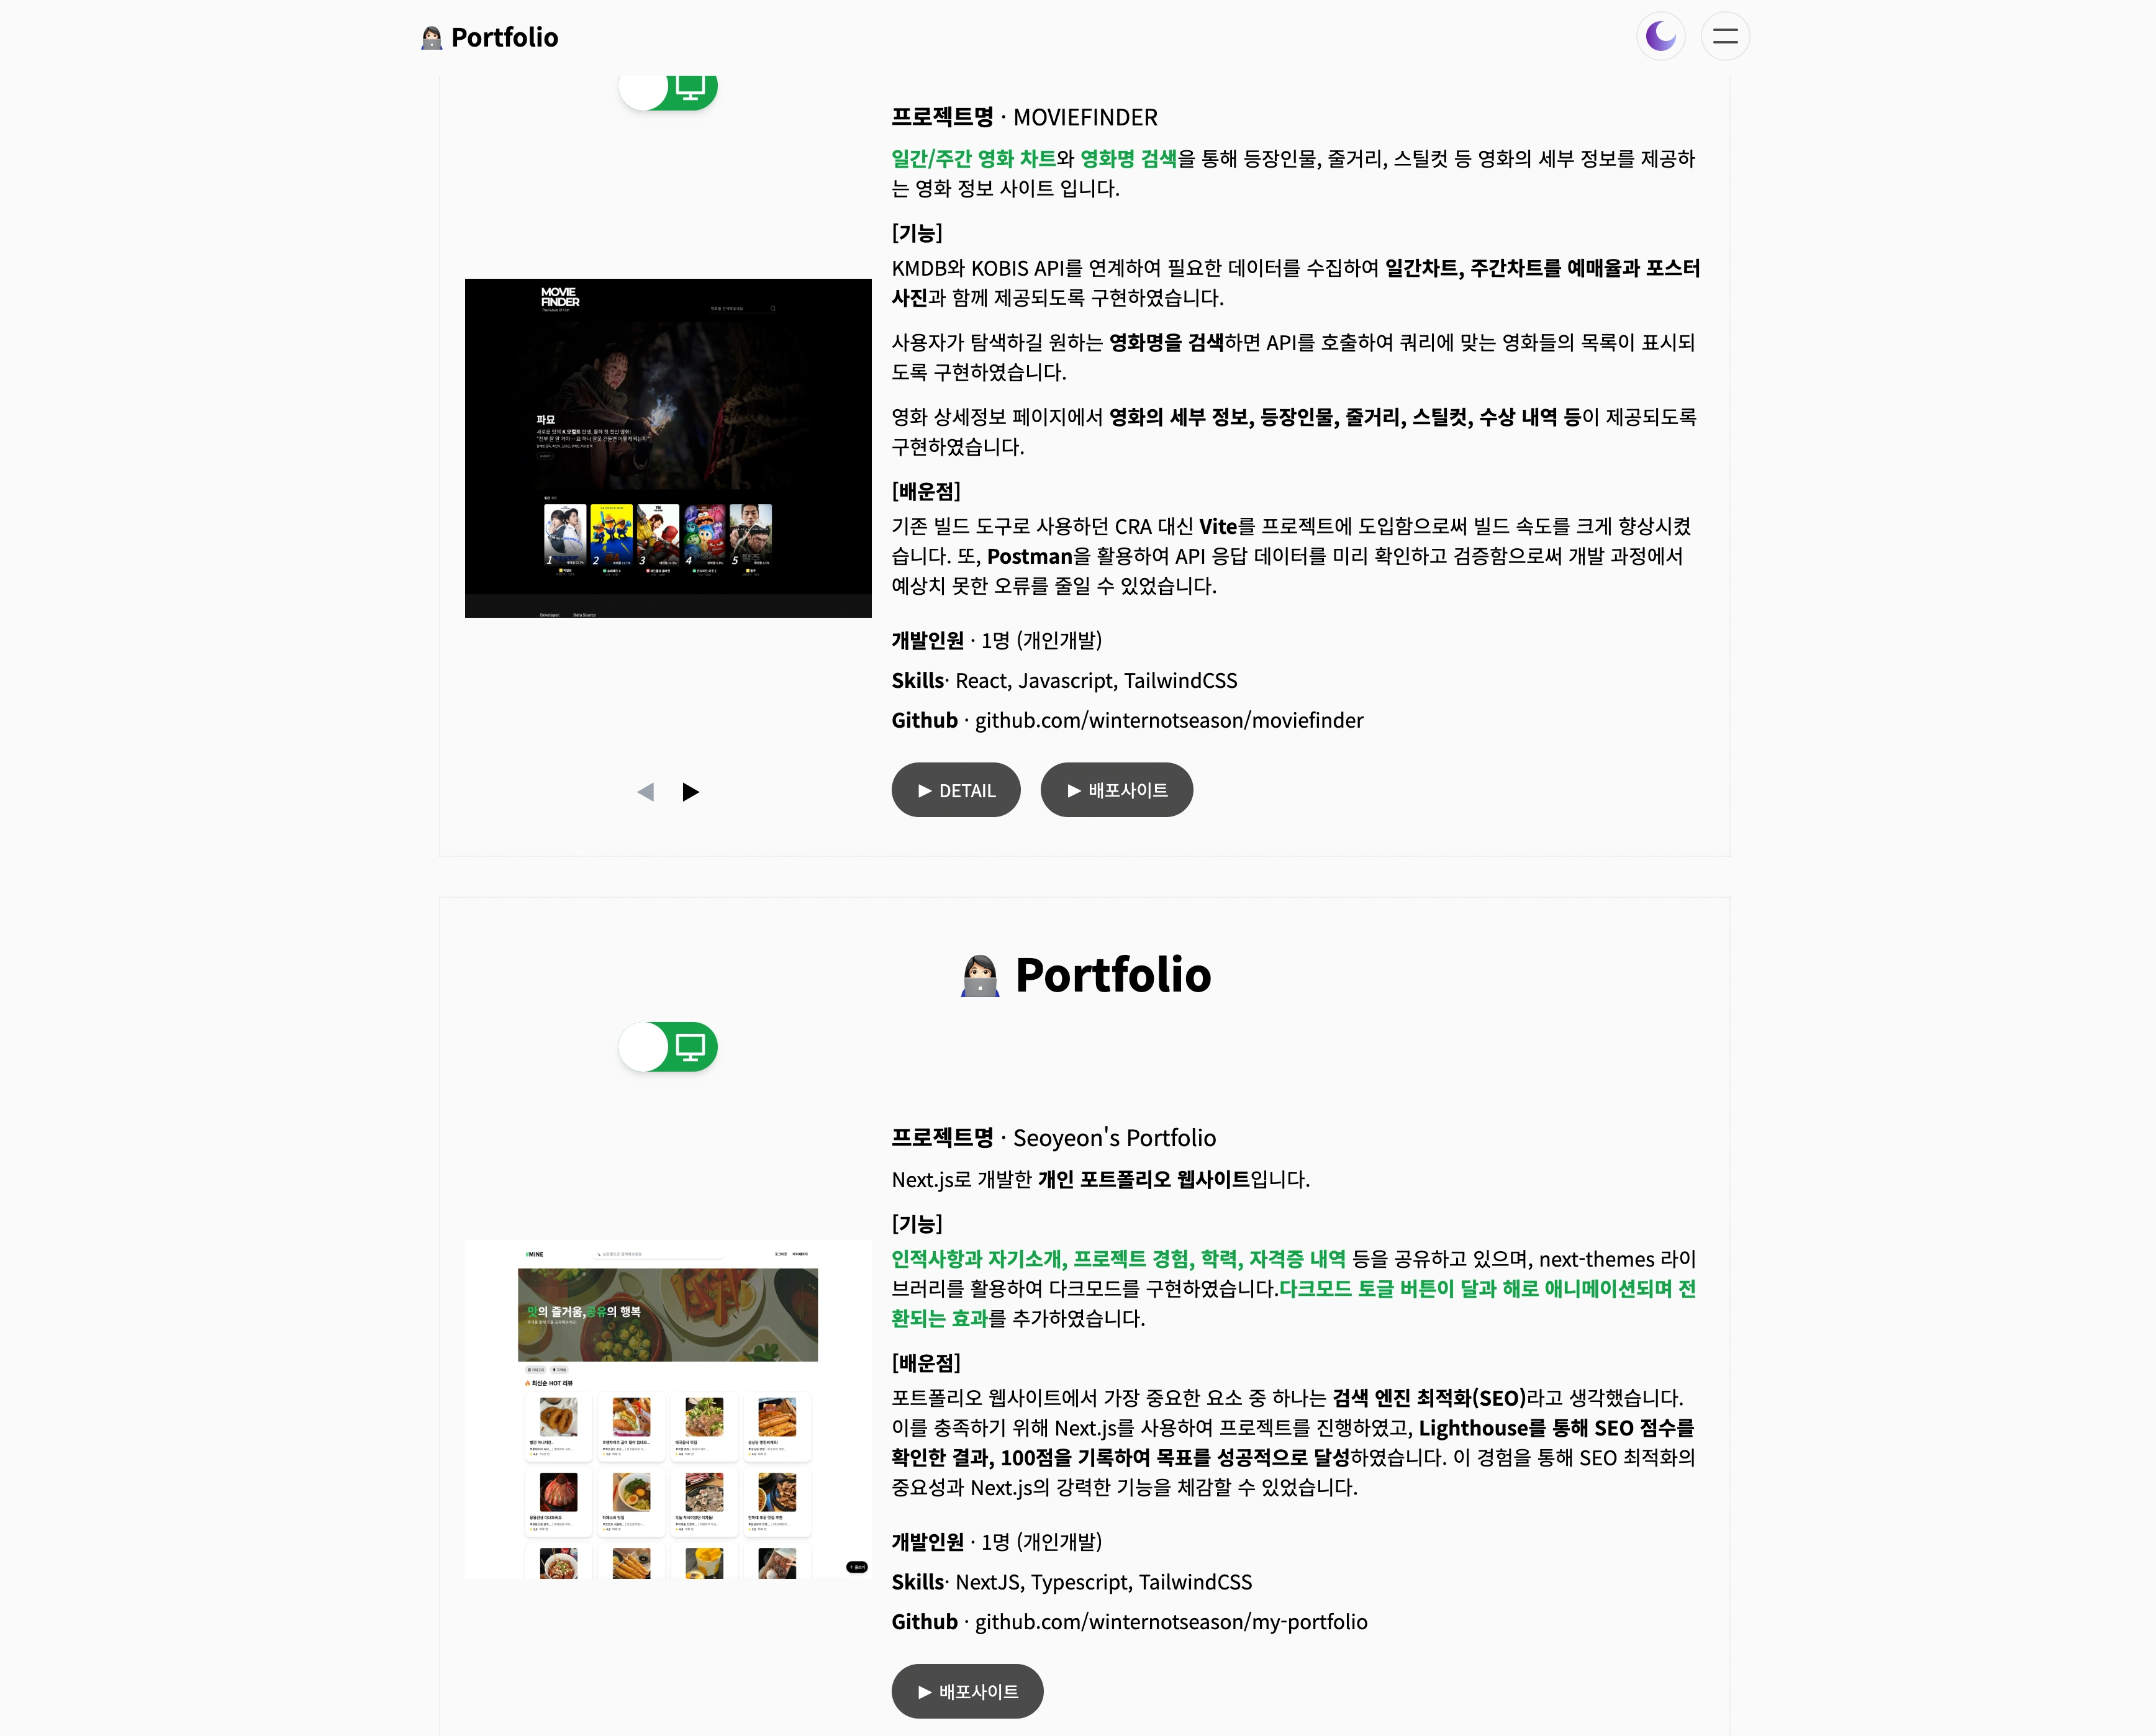 Portfolio
프로젝트명 · MOVIEFINDER
일간/주간 영화 차트와 영화명 검색을 통해 등장인물, 줄거리, 스틸컷 등 영화의 세부 정보를 제공하
는 영화 정보 사이트 입니다.
[기능]
KMDB와 KOBIS API를 연계하여 필요한 데이터를 수집하여 일간차트, 주간차트를 예매율과 포스터
사진과 함께 제공되도록 구현하였습니다.
사용자가 탐색하길 원하는 영화명을 검색하면 API를 호출하여 쿼리에 맞는 영화들의 목록이 표시되
도록 구현하였습니다.
영화 상세정보 페이지에서 영화의 세부 정보, 등장인물, 줄거리, 스틸컷, 수상 내역 등이 제공되도록
구현하였습니다.
[배운점]
기존 빌드 도구로 사용하던 CRA 대신 Vite를 프로젝트에 도입함으로써 빌드 속도를 크게 향상시켰
습니다. 또, Postman을 활용하여 API 응답 데이터를 미리 확인하고 검증함으로써 개발 과정에서
예상치 못한 오류를 줄일 수 있었습니다.
개발인원 · 1명 (개인개발)
Skills· React, Javascript, TailwindCSS
Github · github.com/winternotseason/moviefinder
▶ DETAIL
▶ 배포사이트
MOVIE
FINDER
파묘
1 2 3 4 5
Developer Data Source
Portfolio
프로젝트명 · Seoyeon's Portfolio
Next.js로 개발한 개인 포트폴리오 웹사이트입니다.
[기능]
인적사항과 자기소개, 프로젝트 경험, 학력, 자격증 내역 등을 공유하고 있으며, next-themes 라이
브러리를 활용하여 다크모드를 구현하였습니다.다크모드 토글 버튼이 달과 해로 애니메이션되며 전
환되는 효과를 추가하였습니다.
[배운점]
포트폴리오 웹사이트에서 가장 중요한 요소 중 하나는 검색 엔진 최적화(SEO)라고 생각했습니다.
이를 충족하기 위해 Next.js를 사용하여 프로젝트를 진행하였고, Lighthouse를 통해 SEO 점수를
확인한 결과, 100점을 기록하여 목표를 성공적으로 달성하였습니다. 이 경험을 통해 SEO 최적화의
중요성과 Next.js의 강력한 기능을 체감할 수 있었습니다.
개발인원 · 1명 (개인개발)
Skills· NextJS, Typescript, TailwindCSS
Github · github.com/winternotseason/my-portfolio
▶ 배포사이트
#MINE
맛의 즐거움,공유의 행복
최신순 HOT 리뷰